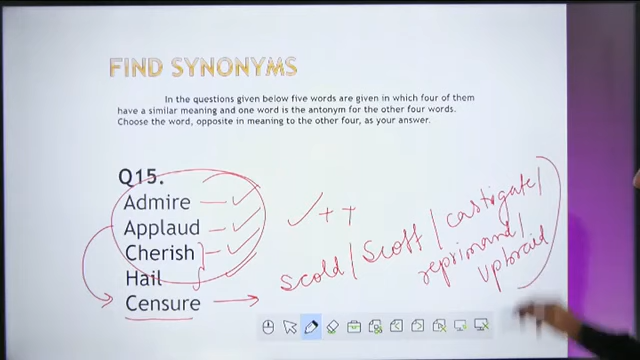 FIND SYNONYMS
In the questions given below five words are given in which four of them
have a similar meaning and one word is the antonym for the other four words.
Choose the word, opposite in meaning to the other four, as your answer.
Q15.
Admire
Applaud
Cherish
Hail
Censure
++
scold/scoff/castigate/
reprimand/
upbraid